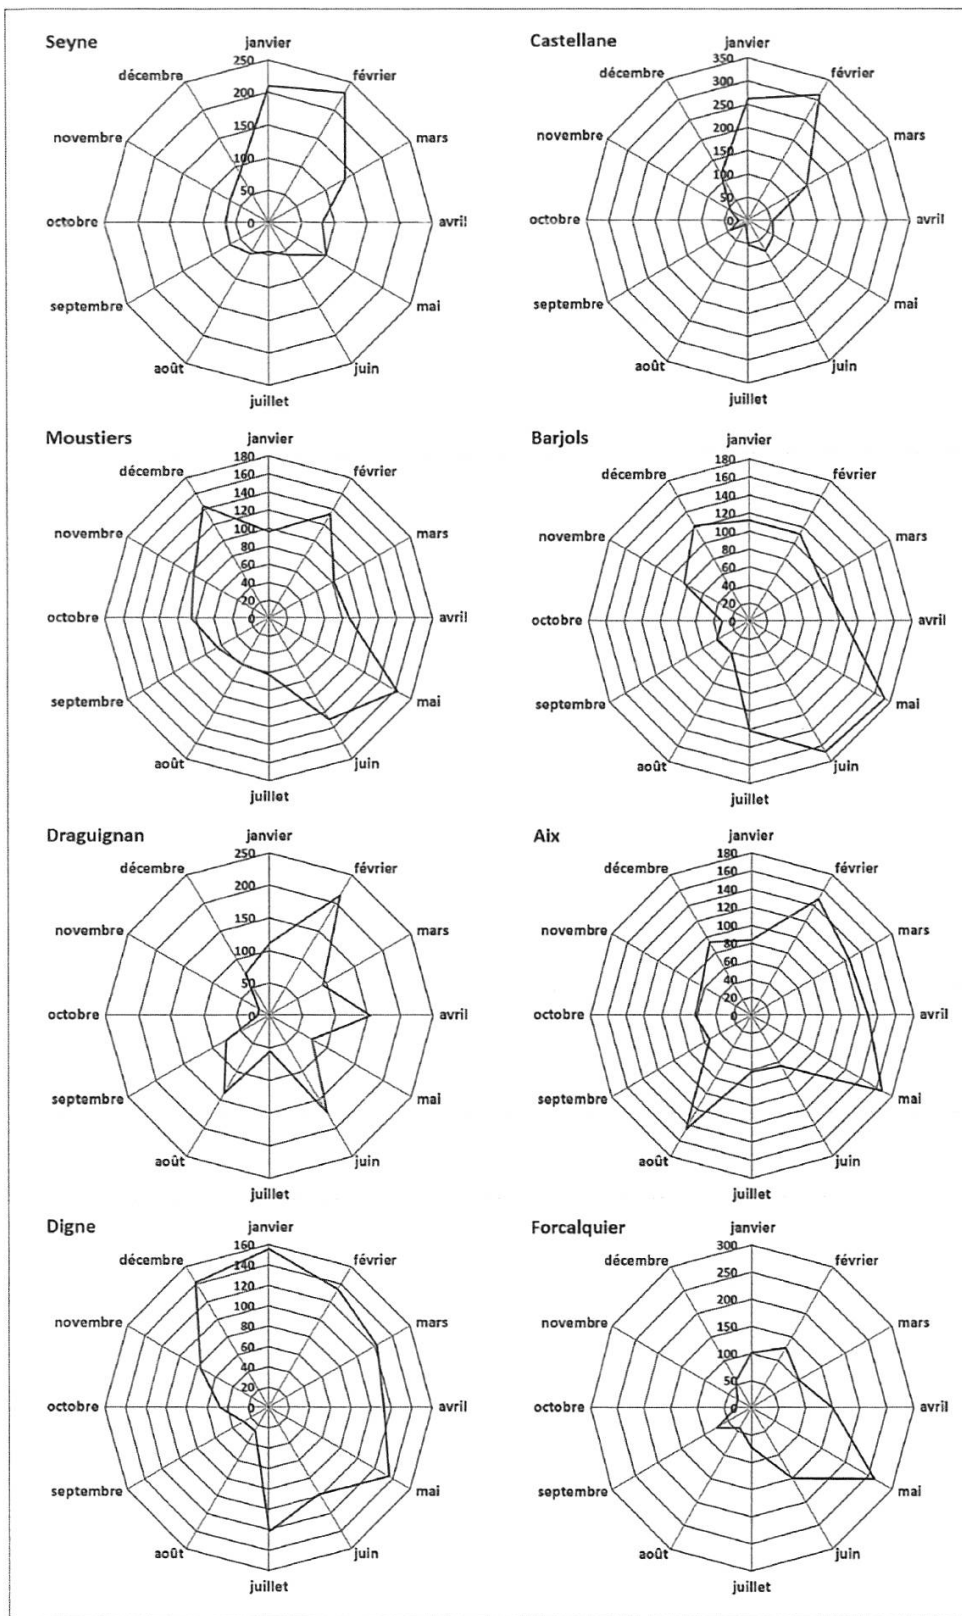 Seyne
janvier
250
décembre
février
200
150
novembre
mars
100
50
octobre
0
avril
septembre
mai
août
juin
juillet
Castellane
janvier
350
décembre
février
300
250
200
novembre
mars
150
100
50
octobre
0
avril
septembre
mai
août
juin
juillet
Moustiers
janvier
180
décembre
février
160
140
120
novembre
mars
100
80
60
40
20
octobre
0
avril
septembre
mai
août
juin
juillet
Barjols
janvier
180
décembre
février
160
140
120
novembre
mars
100
80
60
40
20
octobre
0
avril
septembre
mai
août
juin
juillet
Draguignan
janvier
250
décembre
février
200
150
novembre
mars
100
50
octobre
0
avril
septembre
mai
août
juin
juillet
Aix
janvier
180
décembre
février
160
140
120
novembre
mars
100
80
60
40
20
octobre
0
avril
septembre
mai
août
juin
juillet
Digne
janvier
160
décembre
février
140
120
100
novembre
mars
80
60
40
20
octobre
0
avril
septembre
mai
août
juin
juillet
Forcalquier
janvier
300
décembre
février
250
200
novembre
mars
150
100
50
octobre
0
avril
septembre
mai
août
juin
juillet